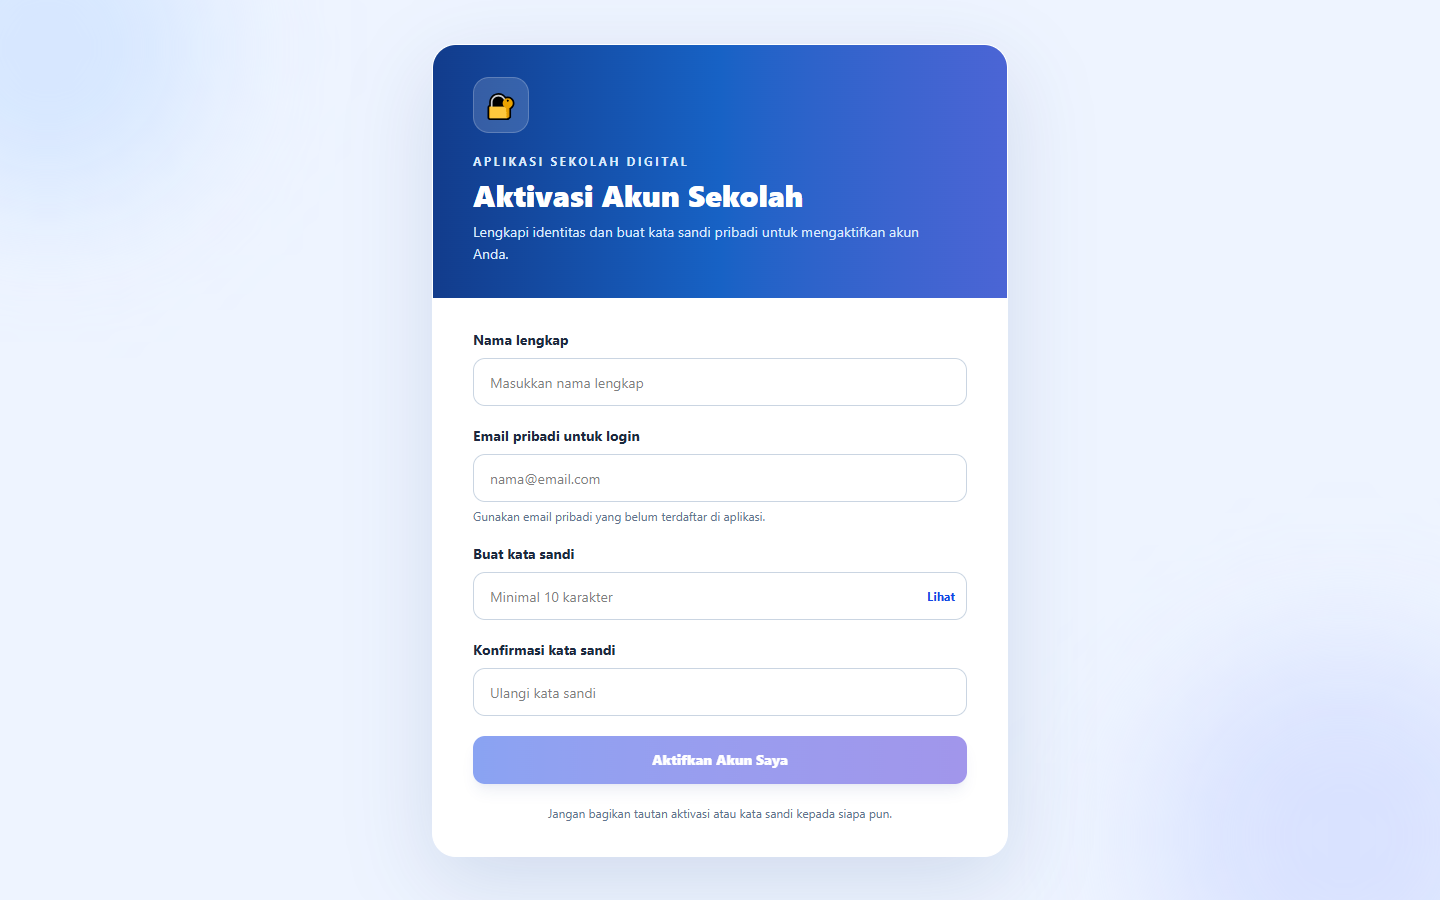 APLIKASI SEKOLAH DIGITAL
Aktivasi Akun Sekolah
Lengkapi identitas dan buat kata sandi pribadi untuk mengaktifkan akun
Anda.
Nama lengkap
Masukkan nama lengkap
Email pribadi untuk login
nama@email.com
Gunakan email pribadi yang belum terdaftar di aplikasi.
Buat kata sandi
Minimal 10 karakter
Lihat
Konfirmasi kata sandi
Ulangi kata sandi
Aktifkan Akun Saya
Jangan bagikan tautan aktivasi atau kata sandi kepada siapa pun.